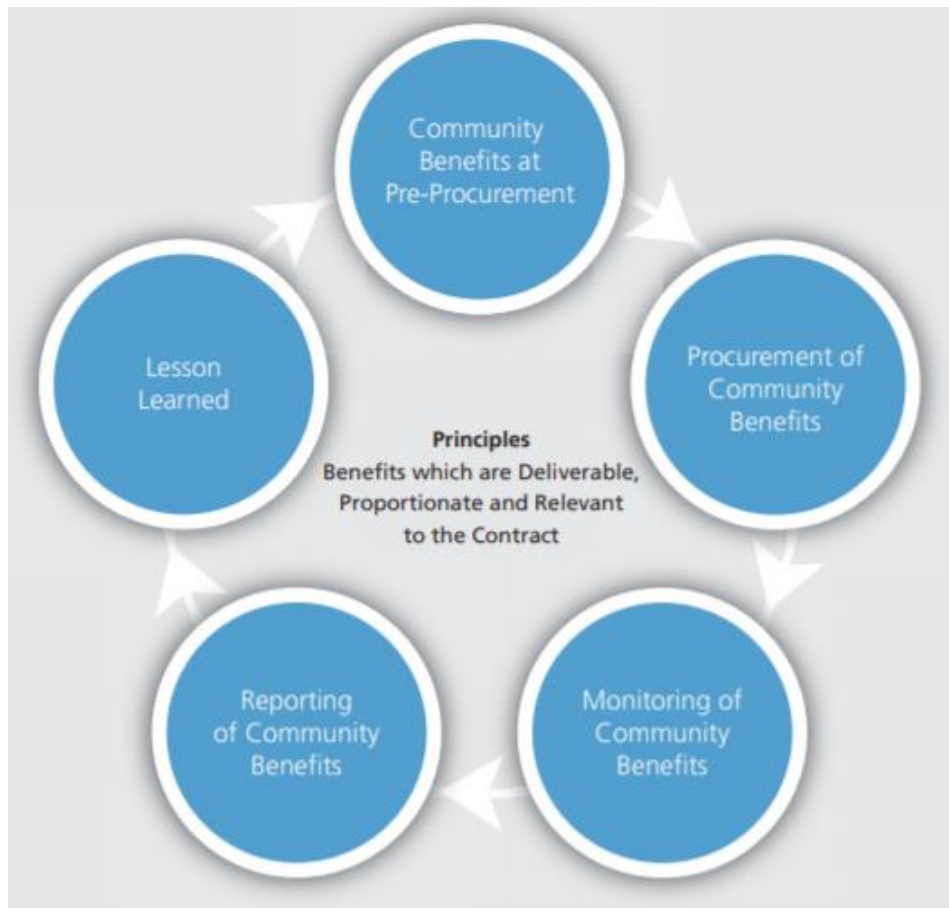 Community
Benefits at
Pre-Procurement
Procurement of
Community
Benefits
Monitoring of
Community
Benefits
Reporting
of Community
Benefits
Lesson
Learned
Principles
Benefits which are Deliverable,
Proportionate and Relevant
to the Contract